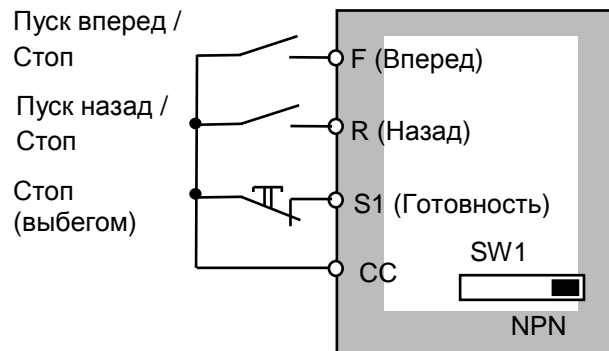 Пуск вперед /
Стоп
F (Вперед)
Пуск назад /
Стоп
R (Назад)
Стоп
(выбегом)
S1 (Готовность)
SW1
CC
NPN